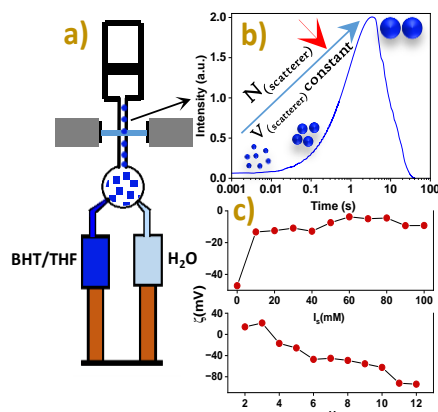 a)
BHT/THF
H₂O
b)
Intensity (a.u.)
2.0
1.5
1.0
0.5
0.0
N(scatterer)
V(scatterer) constant
0.001 0.01 0.1 1 10 100
Time (s)
c)
ζ(mV)
0
−20
−40
0 20 40 60 80 100
Iₛ(mM)
0
−40
−80
2 4 6 8 10 12